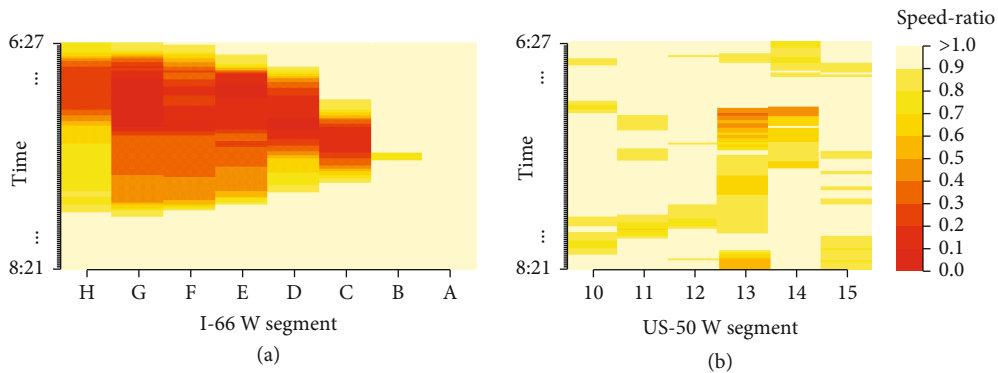 Speed-ratio
6:27
...
Time
...
8:21
H G F E D C B A
I-66 W segment
(a)
6:27
...
Time
...
8:21
10 11 12 13 14 15
US-50 W segment
(b)
>1.0
0.9
0.8
0.7
0.6
0.5
0.4
0.3
0.2
0.1
0.0